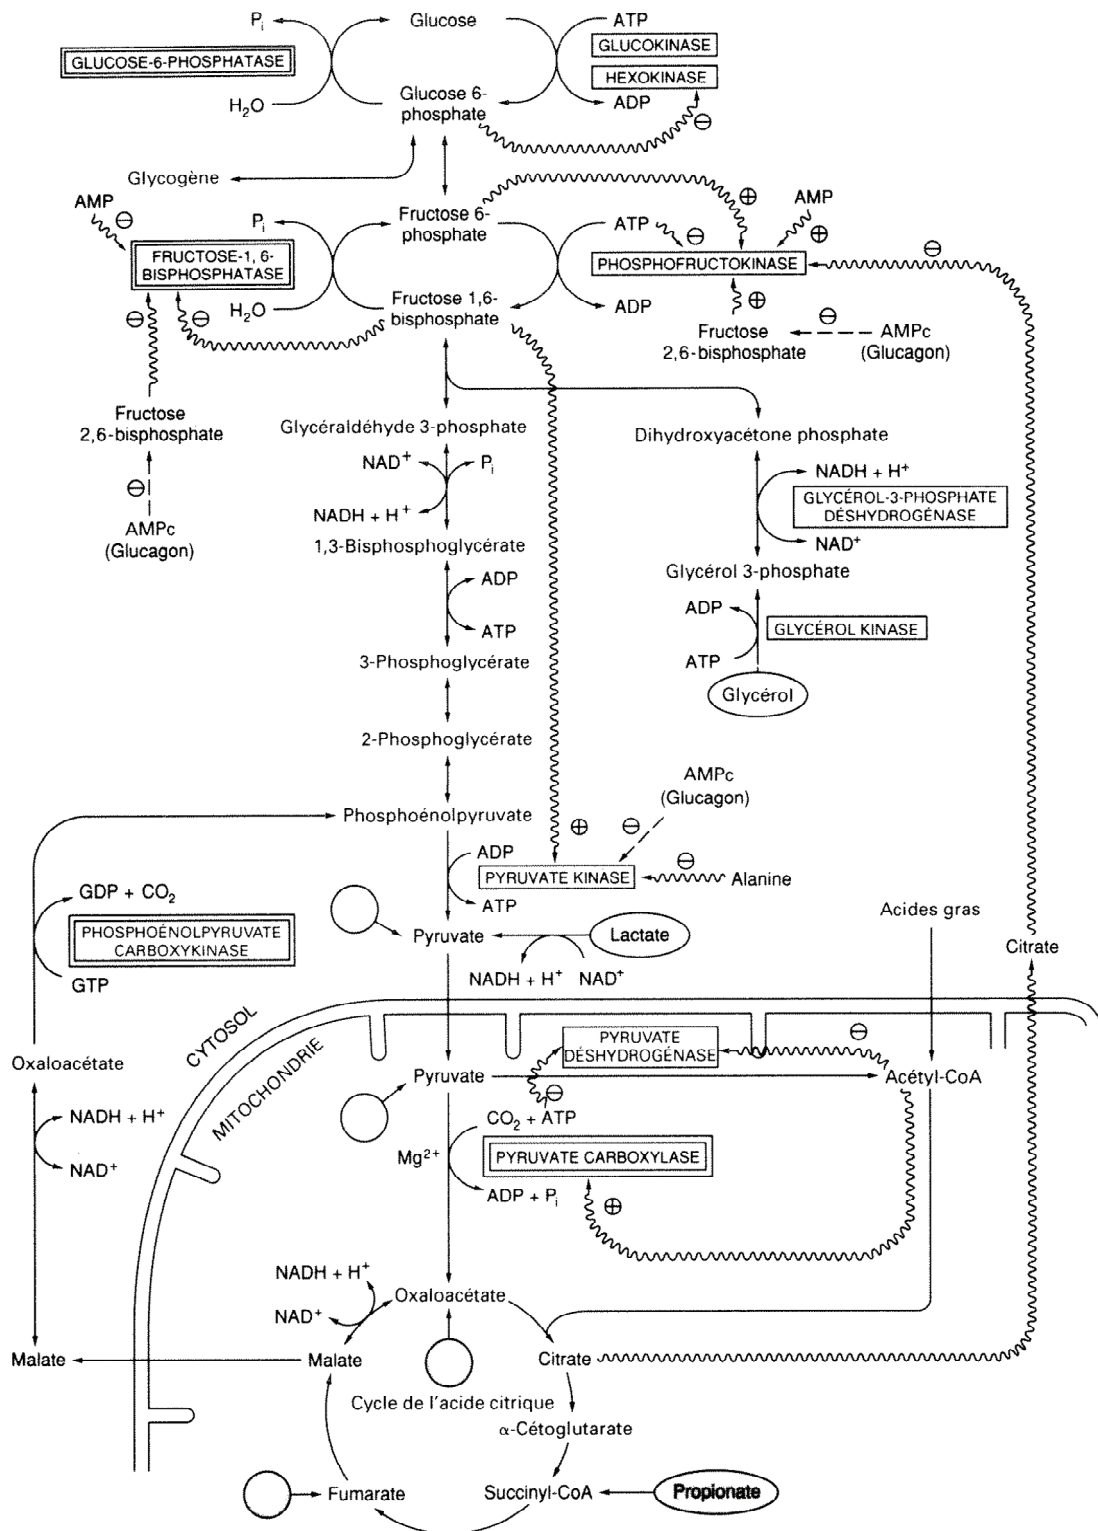 Pi
Glucose
ATP
GLUCOKINASE
GLUCOSE-6-PHOSPHATASE
HEXOKINASE
H2O
Glucose 6-
phosphate
ADP
⊖
Glycogène
AMP
⊖
Pi
Fructose 6-
phosphate
ATP
⊖
⊕
AMP
⊕
⊖
FRUCTOSE-1, 6-
BISPHOSPHATASE
PHOSPHOFRUCTOKINASE
⊖
⊖
H2O
Fructose 1,6-
bisphosphate
ADP
⊕
Fructose
2,6-bisphosphate
⊖
AMPc
(Glucagon)
Fructose
2,6-bisphosphate
Glycéraldéhyde 3-phosphate
Dihydroxyacétone phosphate
⊖
NAD+
Pi
NADH + H+
AMPc
(Glucagon)
NADH + H+
GLYCÉROL-3-PHOSPHATE
DÉSHYDROGÉNASE
NAD+
1,3-Bisphosphoglycérate
Glycérol 3-phosphate
ADP
ATP
ADP
GLYCÉROL KINASE
ATP
3-Phosphoglycérate
Glycérol
2-Phosphoglycérate
AMPc
(Glucagon)
Phosphoénolpyruvate
⊕
⊖
ADP
PYRUVATE KINASE
⊖
Alanine
ATP
GDP + CO2
PHOSPHOÉNOLPYRUVATE
CARBOXYKINASE
GTP
Acides gras
Pyruvate
Lactate
Citrate
NADH + H+
NAD+
CYTOSOL
MITOCHONDRIE
Oxaloacétate
PYRUVATE
DÉSHYDROGÉNASE
⊖
Pyruvate
⊖
Acétyl-CoA
NADH + H+
NAD+
CO2 + ATP
Mg2+
PYRUVATE CARBOXYLASE
ADP + Pi
⊕
NADH + H+
NAD+
Oxaloacétate
Malate
Malate
Citrate
Cycle de l'acide citrique
α-Cétoglutarate
Fumarate
Succinyl-CoA
Propionate